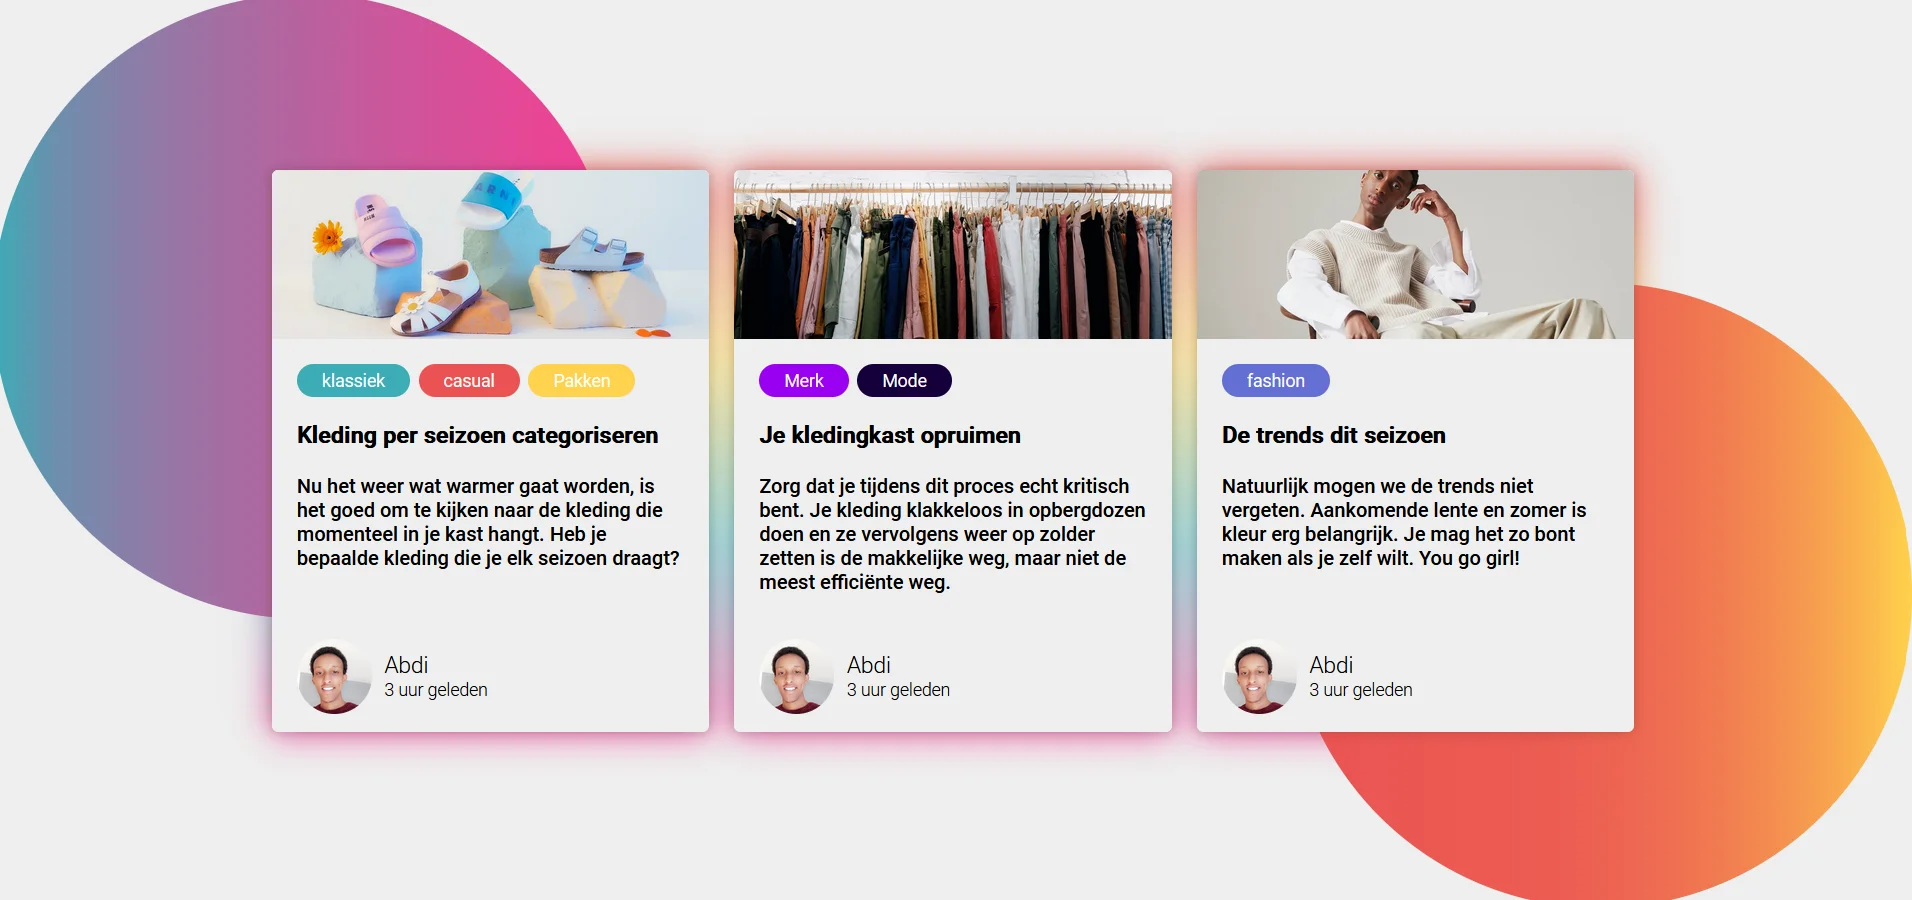 klassiek
casual
Pakken
Kleding per seizoen categoriseren
Nu het weer wat warmer gaat worden, is
het goed om te kijken naar de kleding die
momenteel in je kast hangt. Heb je
bepaalde kleding die je elk seizoen draagt?
Abdi
3 uur geleden
Merk
Mode
Je kledingkast opruimen
Zorg dat je tijdens dit proces echt kritisch
bent. Je kleding klakkeloos in opbergdozen
doen en ze vervolgens weer op zolder
zetten is de makkelijke weg, maar niet de
meest efficiënte weg.
Abdi
3 uur geleden
fashion
De trends dit seizoen
Natuurlijk mogen we de trends niet
vergeten. Aankomende lente en zomer is
kleur erg belangrijk. Je mag het zo bont
maken als je zelf wilt. You go girl!
Abdi
3 uur geleden